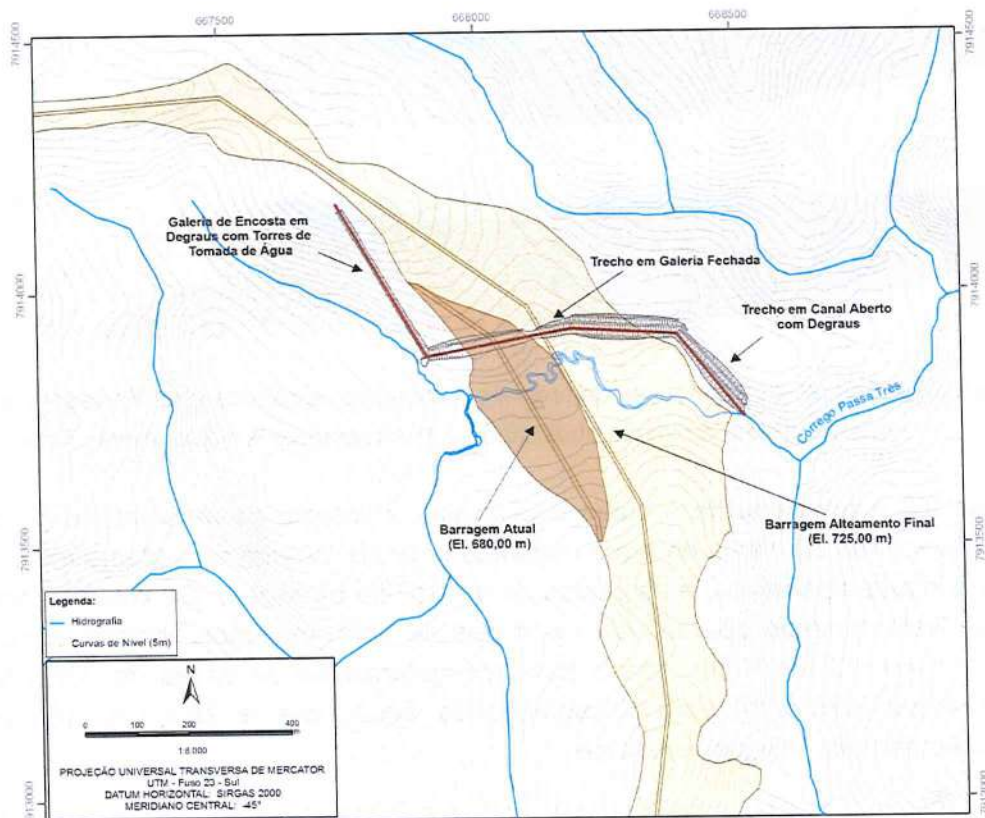 667500
668000
668500
7914500
7914500
Galeria de Encosta em
Degraus com Torres de
Tomada de Água
Trecho em Galeria Fechada
Trecho em Canal Aberto
com Degraus
7914000
7914000
Córrego Passa Três
Barragem Atual
(El. 680,00 m)
Barragem Alteamento Final
(El. 725,00 m)
7913500
7913500
Legenda:
Hidrografia
Curvas de Nível (5m)
N
0 100 200 400
1:6.000
PROJEÇÃO UNIVERSAL TRANSVERSA DE MERCATOR
UTM - Fuso 23 - Sul
DATUM HORIZONTAL: SIRGAS 2000
MERIDIANO CENTRAL: -45°
7913000